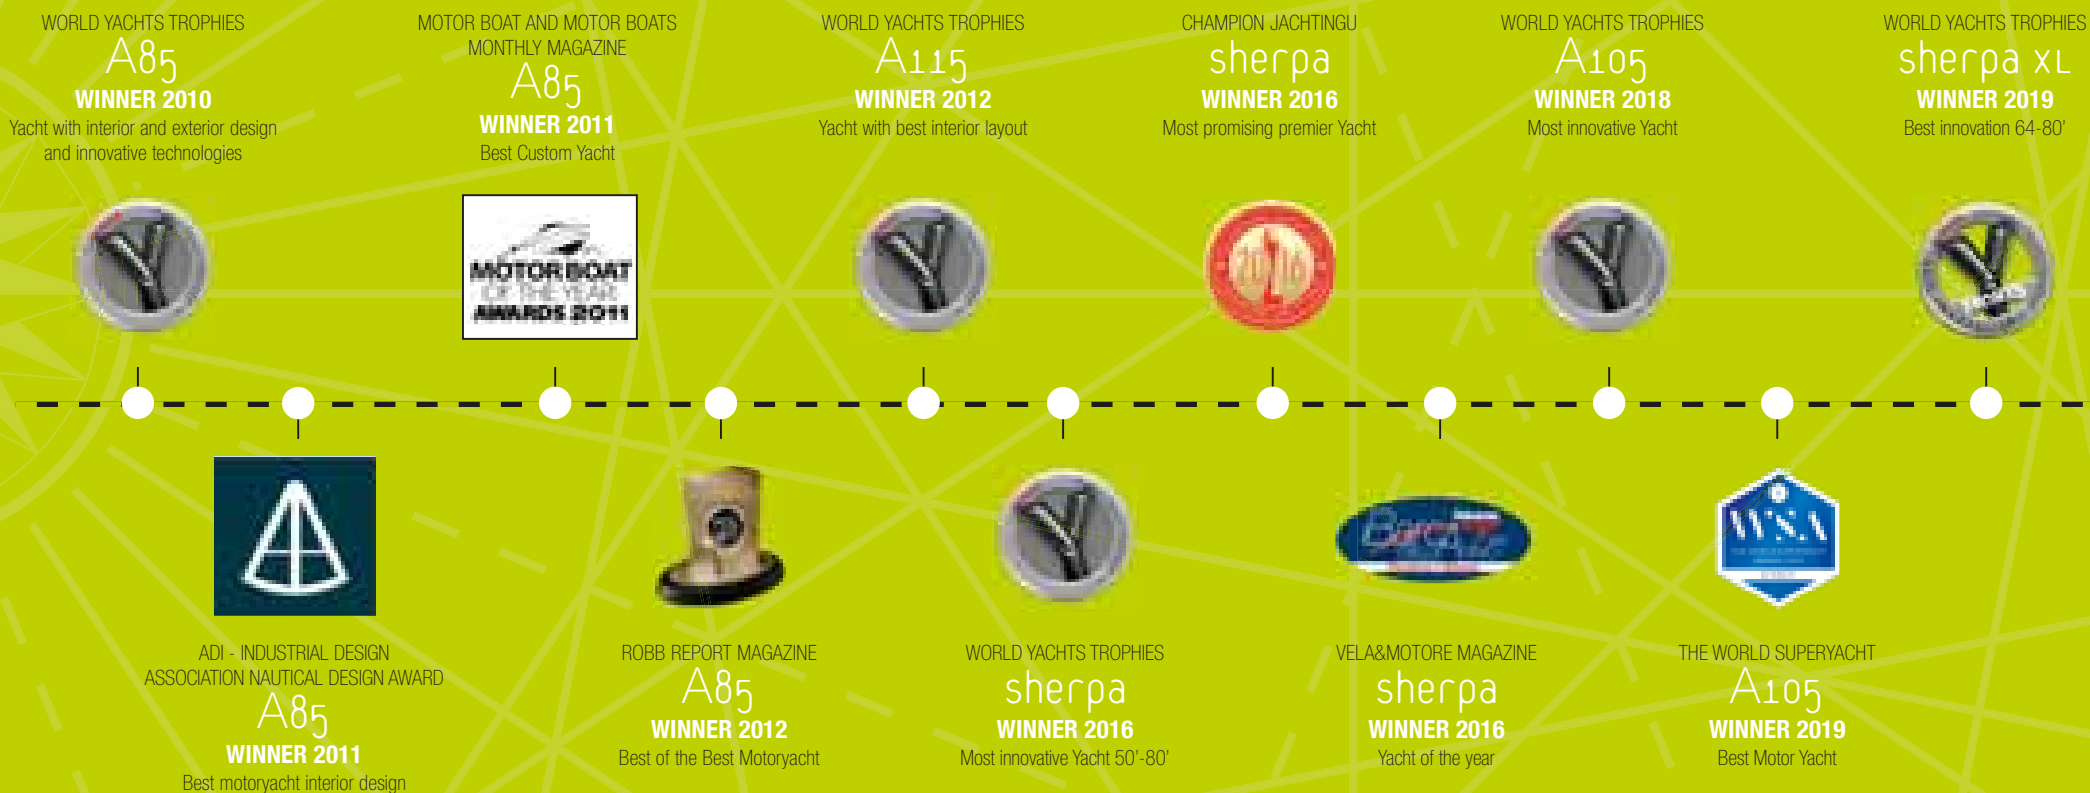 WORLD YACHTS TROPHIES
A85
WINNER 2010
Yacht with interior and exterior design
and innovative technologies
MOTOR BOAT AND MOTOR BOATS
MONTHLY MAGAZINE
A85
WINNER 2011
Best Custom Yacht
WORLD YACHTS TROPHIES
A115
WINNER 2012
Yacht with best interior layout
CHAMPION JACHTINGU
sherpa
WINNER 2016
Most promising premier Yacht
WORLD YACHTS TROPHIES
A105
WINNER 2018
Most innovative Yacht
WORLD YACHTS TROPHIES
sherpa XL
WINNER 2019
Best innovation 64-80'
MOTORBOAT
OF THE YEAR
AWARDS 2011
2016
W'S'A
ADI - INDUSTRIAL DESIGN
ASSOCIATION NAUTICAL DESIGN AWARD
A85
WINNER 2011
Best motoryacht interior design
ROBB REPORT MAGAZINE
A85
WINNER 2012
Best of the Best Motoryacht
WORLD YACHTS TROPHIES
sherpa
WINNER 2016
Most innovative Yacht 50'-80'
VELA&MOTORE MAGAZINE
sherpa
WINNER 2016
Yacht of the year
THE WORLD SUPERYACHT
A105
WINNER 2019
Best Motor Yacht